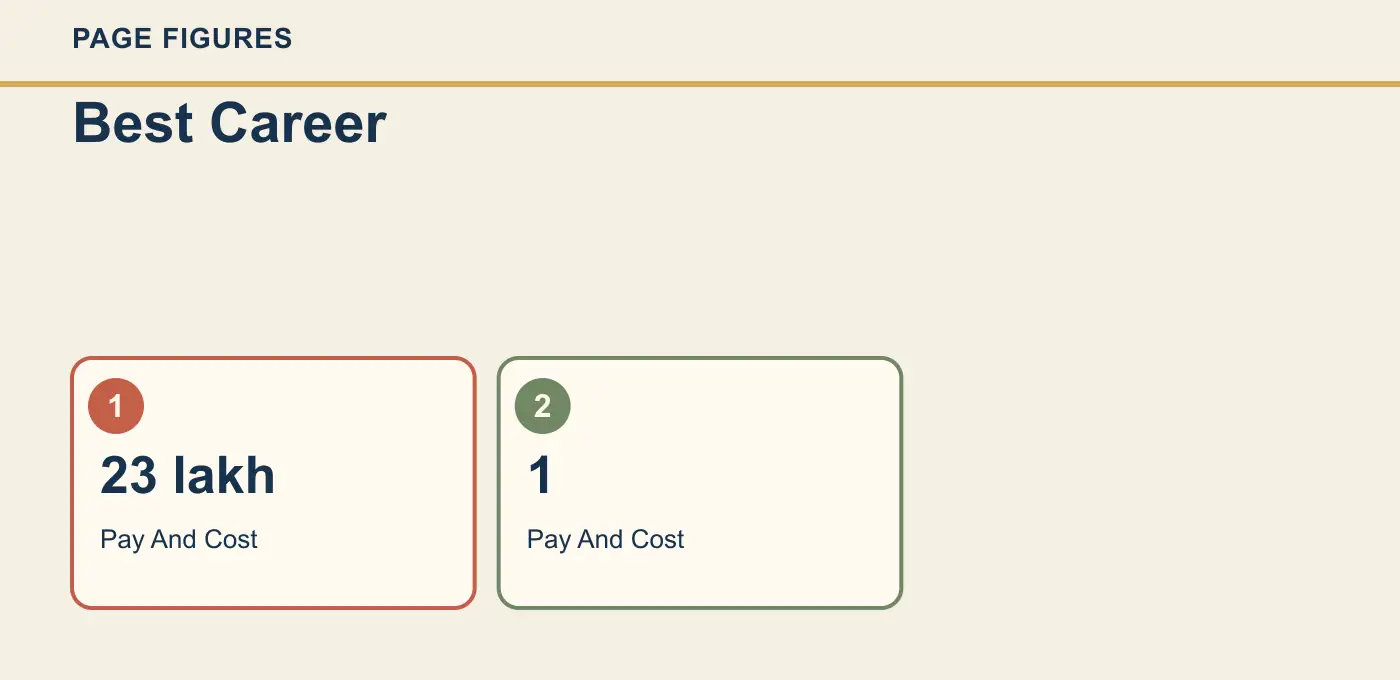 PAGE FIGURES
Best Career
1
23 lakh
Pay And Cost
2
1
Pay And Cost